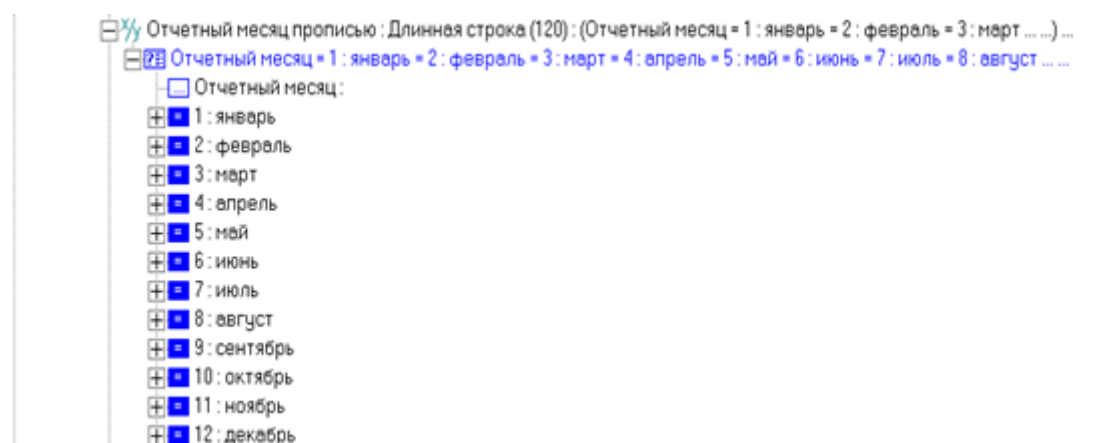 Отчетный месяц прописью : Длинная строка (120) : (Отчетный месяц = 1 : январь = 2 : февраль = 3 : март ... ...) ...
Отчетный месяц = 1 : январь = 2 : февраль = 3 : март = 4 : апрель = 5 : май = 6 : июнь = 7 : июль = 8 : август ... ...
Отчетный месяц :
1 : январь
2 : февраль
3 : март
4 : апрель
5 : май
6 : июнь
7 : июль
8 : август
9 : сентябрь
10 : октябрь
11 : ноябрь
12 : декабрь